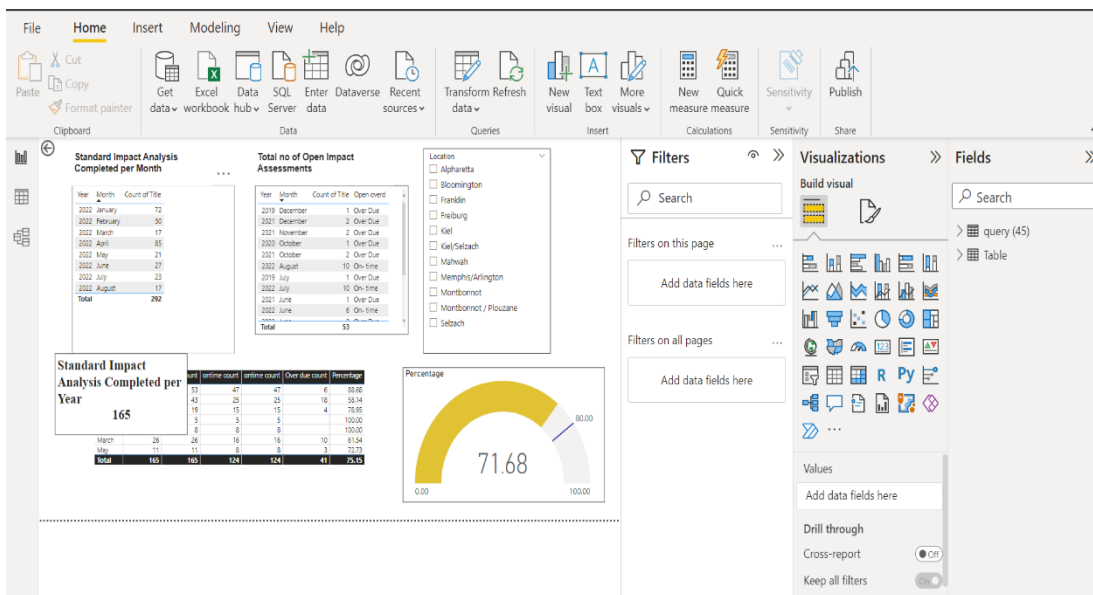 File Home Insert Modeling View Help
Paste
Cut
Copy
Format painter
Get data
Excel workbook
Data hub
SQL Server
Enter data
Dataverse
Recent sources
Transform data
Refresh
New visual
Text box
More visuals
New measure
Quick measure
Sensitivity
Publish
Clipboard Data Queries Insert Calculations Sensitivity Share
Standard Impact Analysis
Completed per Month
...
Year Month Count of Title
2022 January 72
2022 February 30
2022 March 17
2022 April 85
2022 May 21
2022 June 27
2022 July 23
2022 August 17
Total 292
Total no of Open Impact
Assessments
Year Month Count of Title Open overd
2019 December 1 Over Due
2021 December 2 Over Due
2021 November 2 Over Due
2020 October 1 Over Due
2021 October 2 Over Due
2022 August 10 On- time
2019 July 1 Over Due
2022 July 10 On- time
2021 June 1 Over Due
2022 June 6 On- time
Total 53
Location
Alpharetta
Bloomington
Franklin
Freiburg
Kiel
Kiel/Selzach
Mahwah
Memphis/Arlington
Montbonnot
Montbonnot / Plouzane
Selzach
Standard Impact
Analysis Completed per
Year
165
ontime count ontime count Over due count Percentage
53 47 47 6 88.68
43 25 25 18 58.14
19 15 15 4 78.95
5 5 5 100.00
8 8 8 100.00
March 26 26 16 16 10 61.54
May 11 11 8 8 3 72.73
Total 165 165 124 124 41 75.15
Percentage
80.00
71.68
0.00 100.00
Filters
Search
Filters on this page ...
Add data fields here
Filters on all pages ...
Add data fields here
Visualizations
Build visual
123
R Py
...
Values
Add data fields here
Drill through
Cross-report Off
Keep all filters On
Fields
Search
query (45)
Table